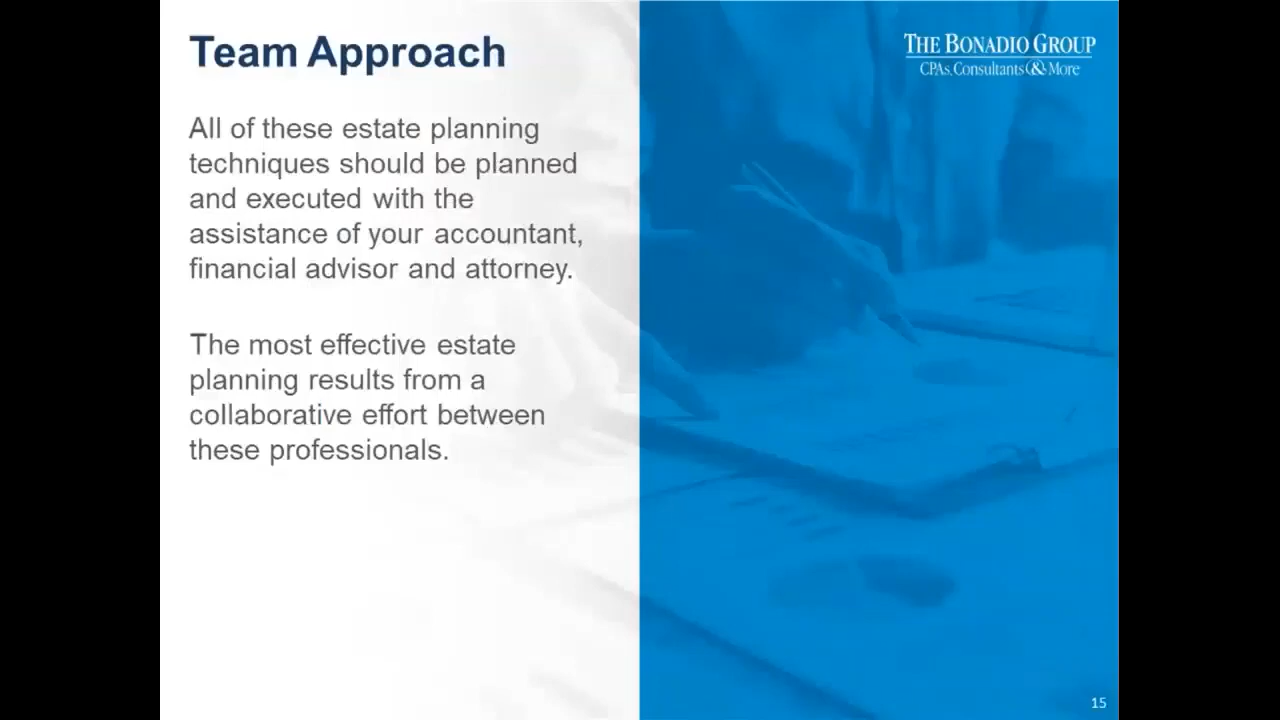 Team Approach
THE BONADIO GROUP
CPAs, Consultants & More
All of these estate planning
techniques should be planned
and executed with the
assistance of your accountant,
financial advisor and attorney.
The most effective estate
planning results from a
collaborative effort between
these professionals.
15